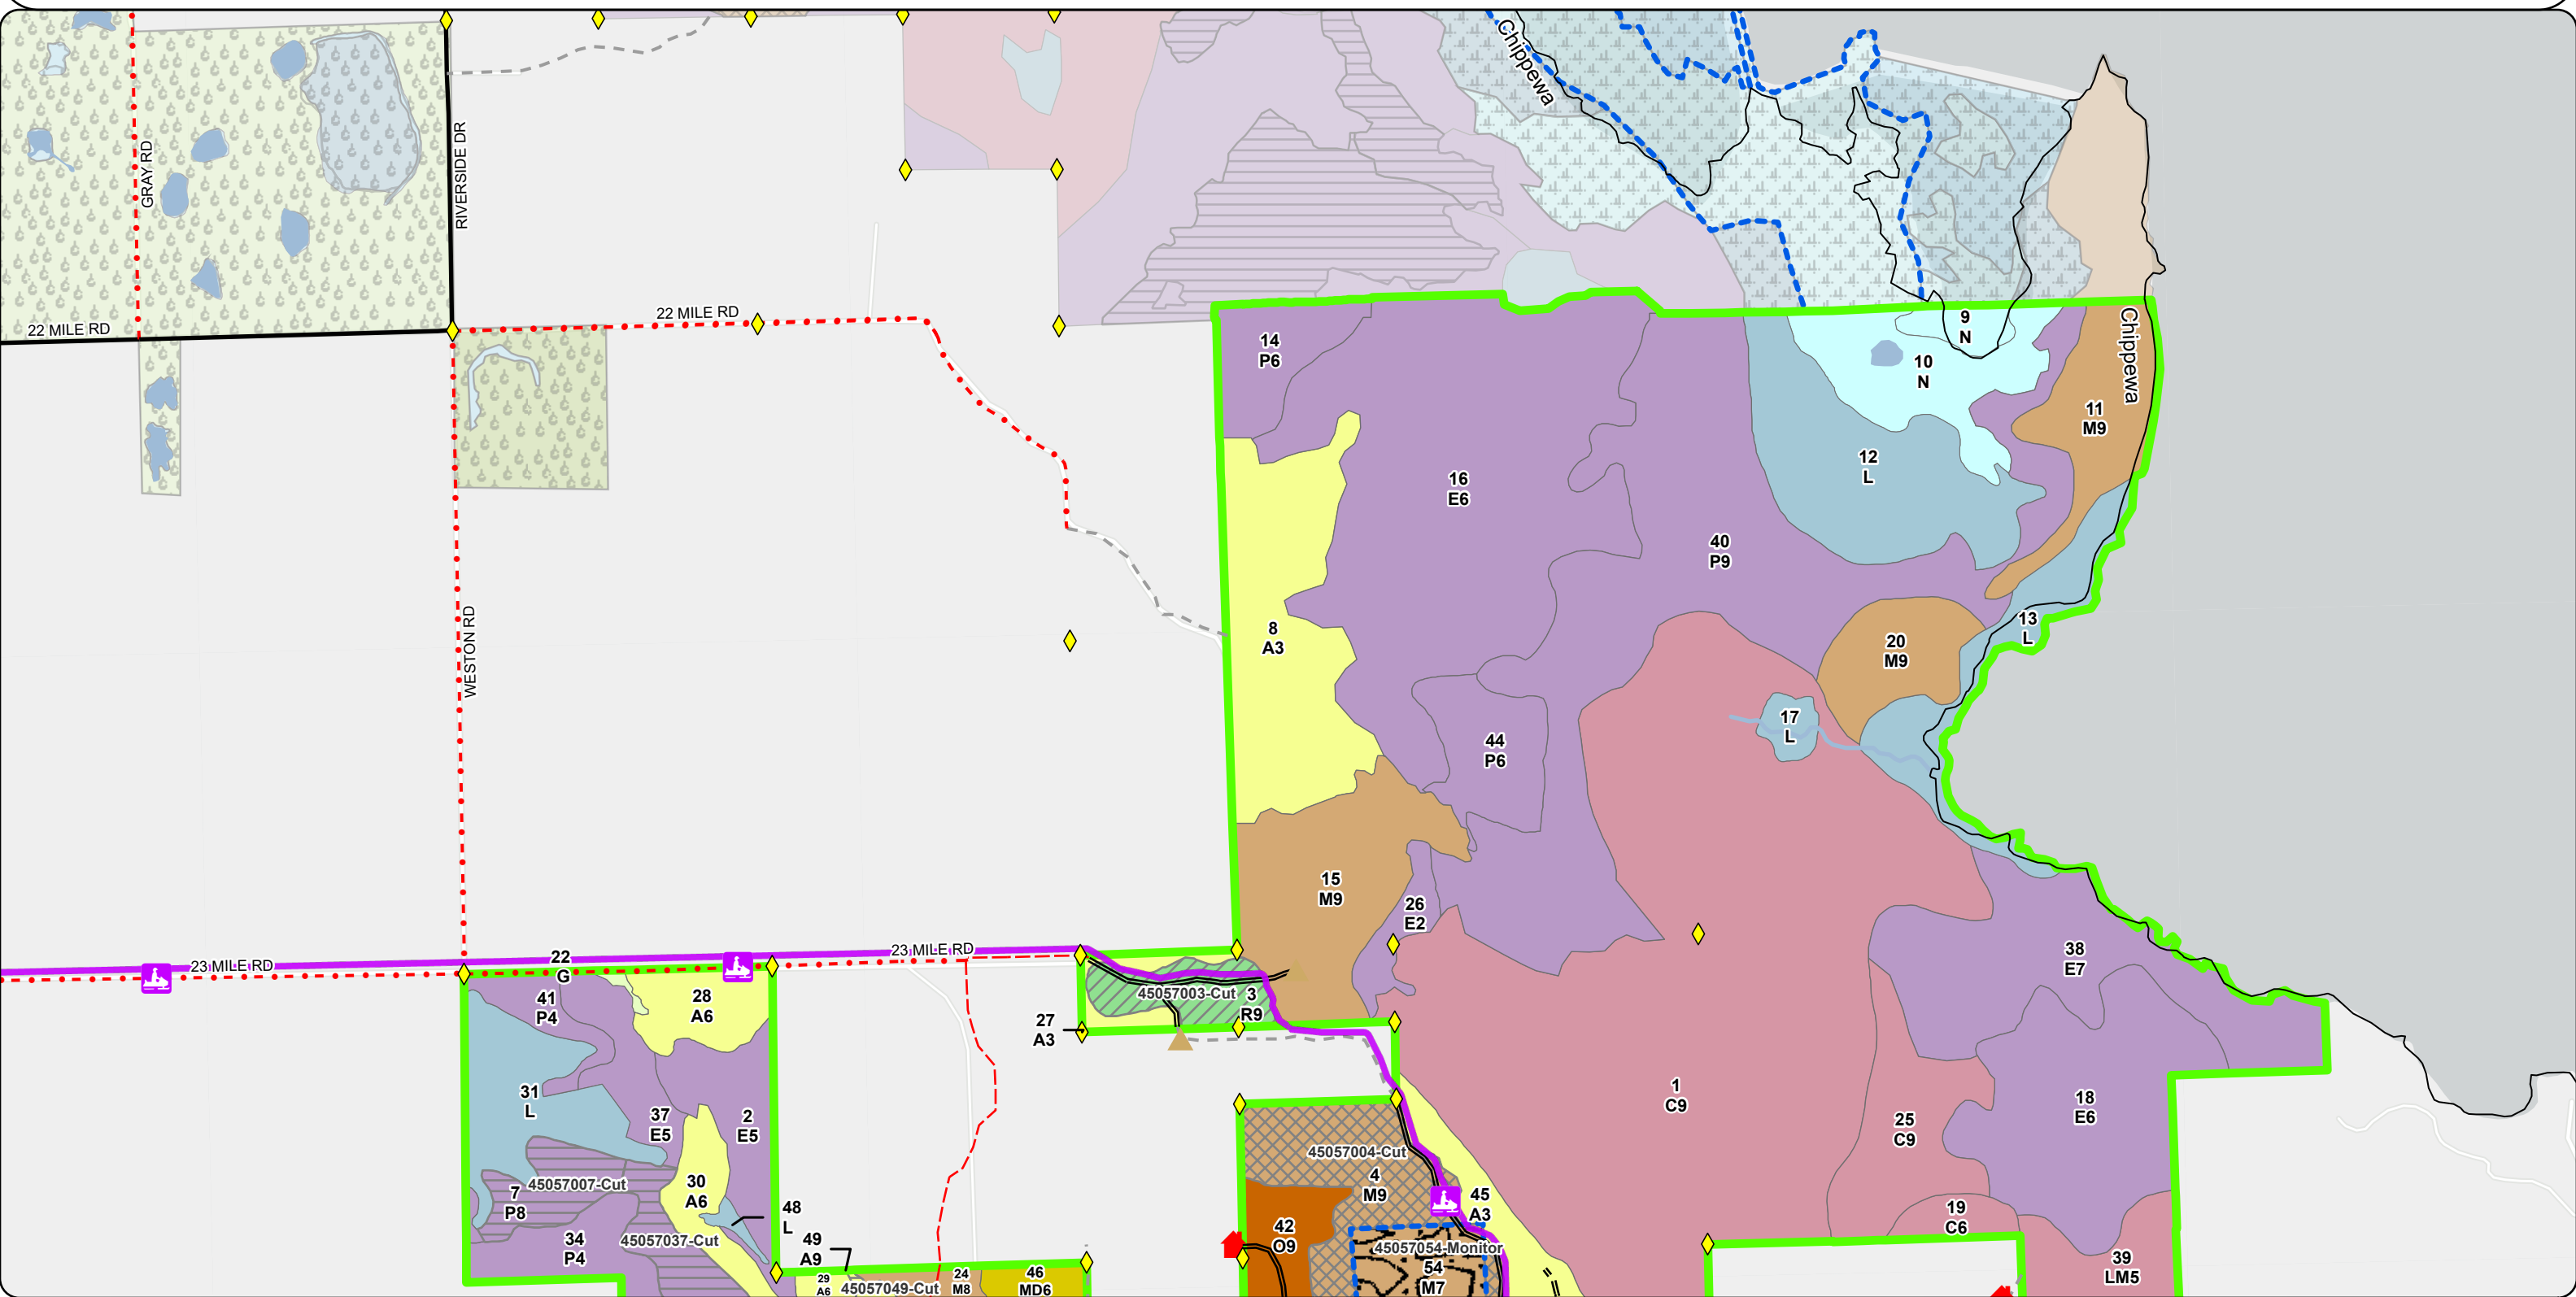 Chippewa
GRAY RD
RIVERSIDE DR
22 MILE RD
22 MILE RD
9
N
14
P6
10
N
Chippewa
11
M9
12
L
16
E6
40
P9
WESTON RD
8
A3
13
L
20
M9
17
L
44
P6
15
M9
26
E2
38
E7
23 MILE RD
22
G
23 MILE RD
41
P4
28
A6
45057003-Cut
3
R9
27
A3
31
L
37
E5
2
E5
1
C9
25
C9
18
E6
45057004-Cut
4
M9
45057007-Cut
7
P8
30
A6
48
L
45
A3
19
C6
34
P4
45057037-Cut
49
A9
42
O9
45057054-Monitor
54
M7
39
LM5
29
A6
45057049-Cut
24
M8
46
MD6